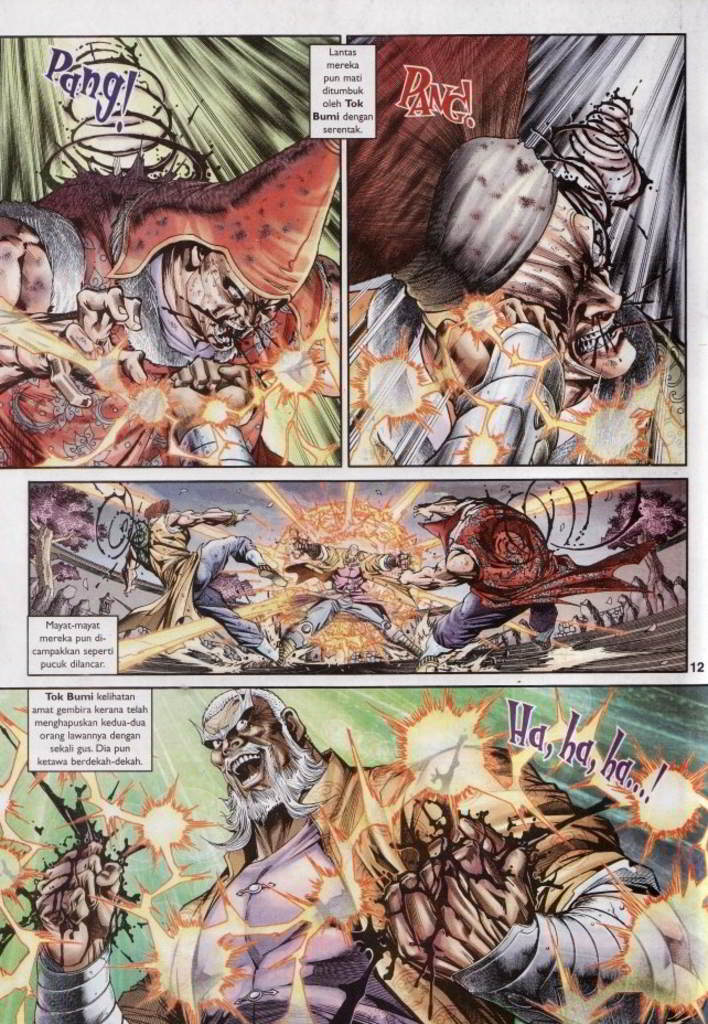 Pang!
Lantas
mereka
pun mati
ditumbuk
oleh Tok
Bumi dengan
serentak.
PANG!
Mayat-mayat
mereka pun di-
campakkan seperti
pucuk dilancar.
12
Tok Bumi kelihatan
amat gembira kerana telah
menghapuskan kedua-dua
orang lawannya dengan
sekali gus. Dia pun
ketawa berdekah-dekah.
Ha, ha, ha...!